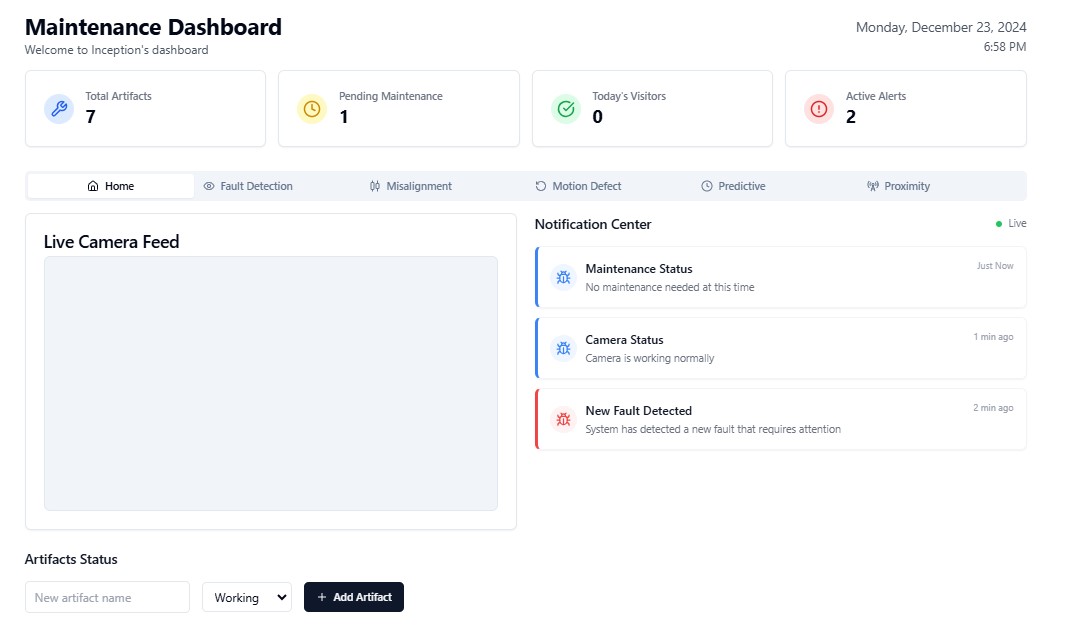 Maintenance Dashboard
Welcome to Inception's dashboard
Monday, December 23, 2024
6:58 PM
Total Artifacts
7
Pending Maintenance
1
Today's Visitors
0
Active Alerts
2
Home
Fault Detection
Misalignment
Motion Defect
Predictive
Proximity
Live Camera Feed
Notification Center
Live
Maintenance Status
Just Now
No maintenance needed at this time
Camera Status
1 min ago
Camera is working normally
New Fault Detected
2 min ago
System has detected a new fault that requires attention
Artifacts Status
New artifact name
Working
+ Add Artifact